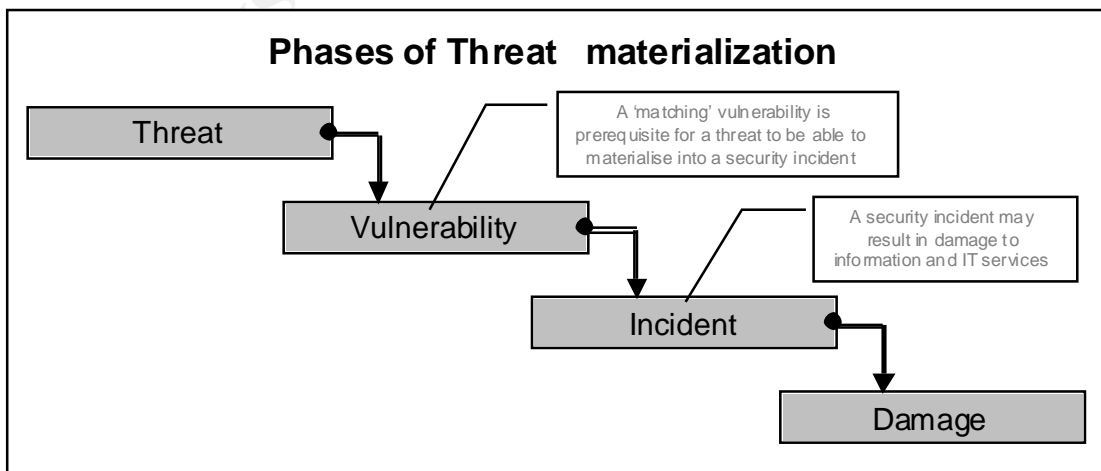 Phases of Threat materialization
Threat
A 'matching' vulnerability is
prerequisite for a threat to be able to
materialise into a security incident
Vulnerability
A security incident may
result in damage to
information and IT services
Incident
Damage